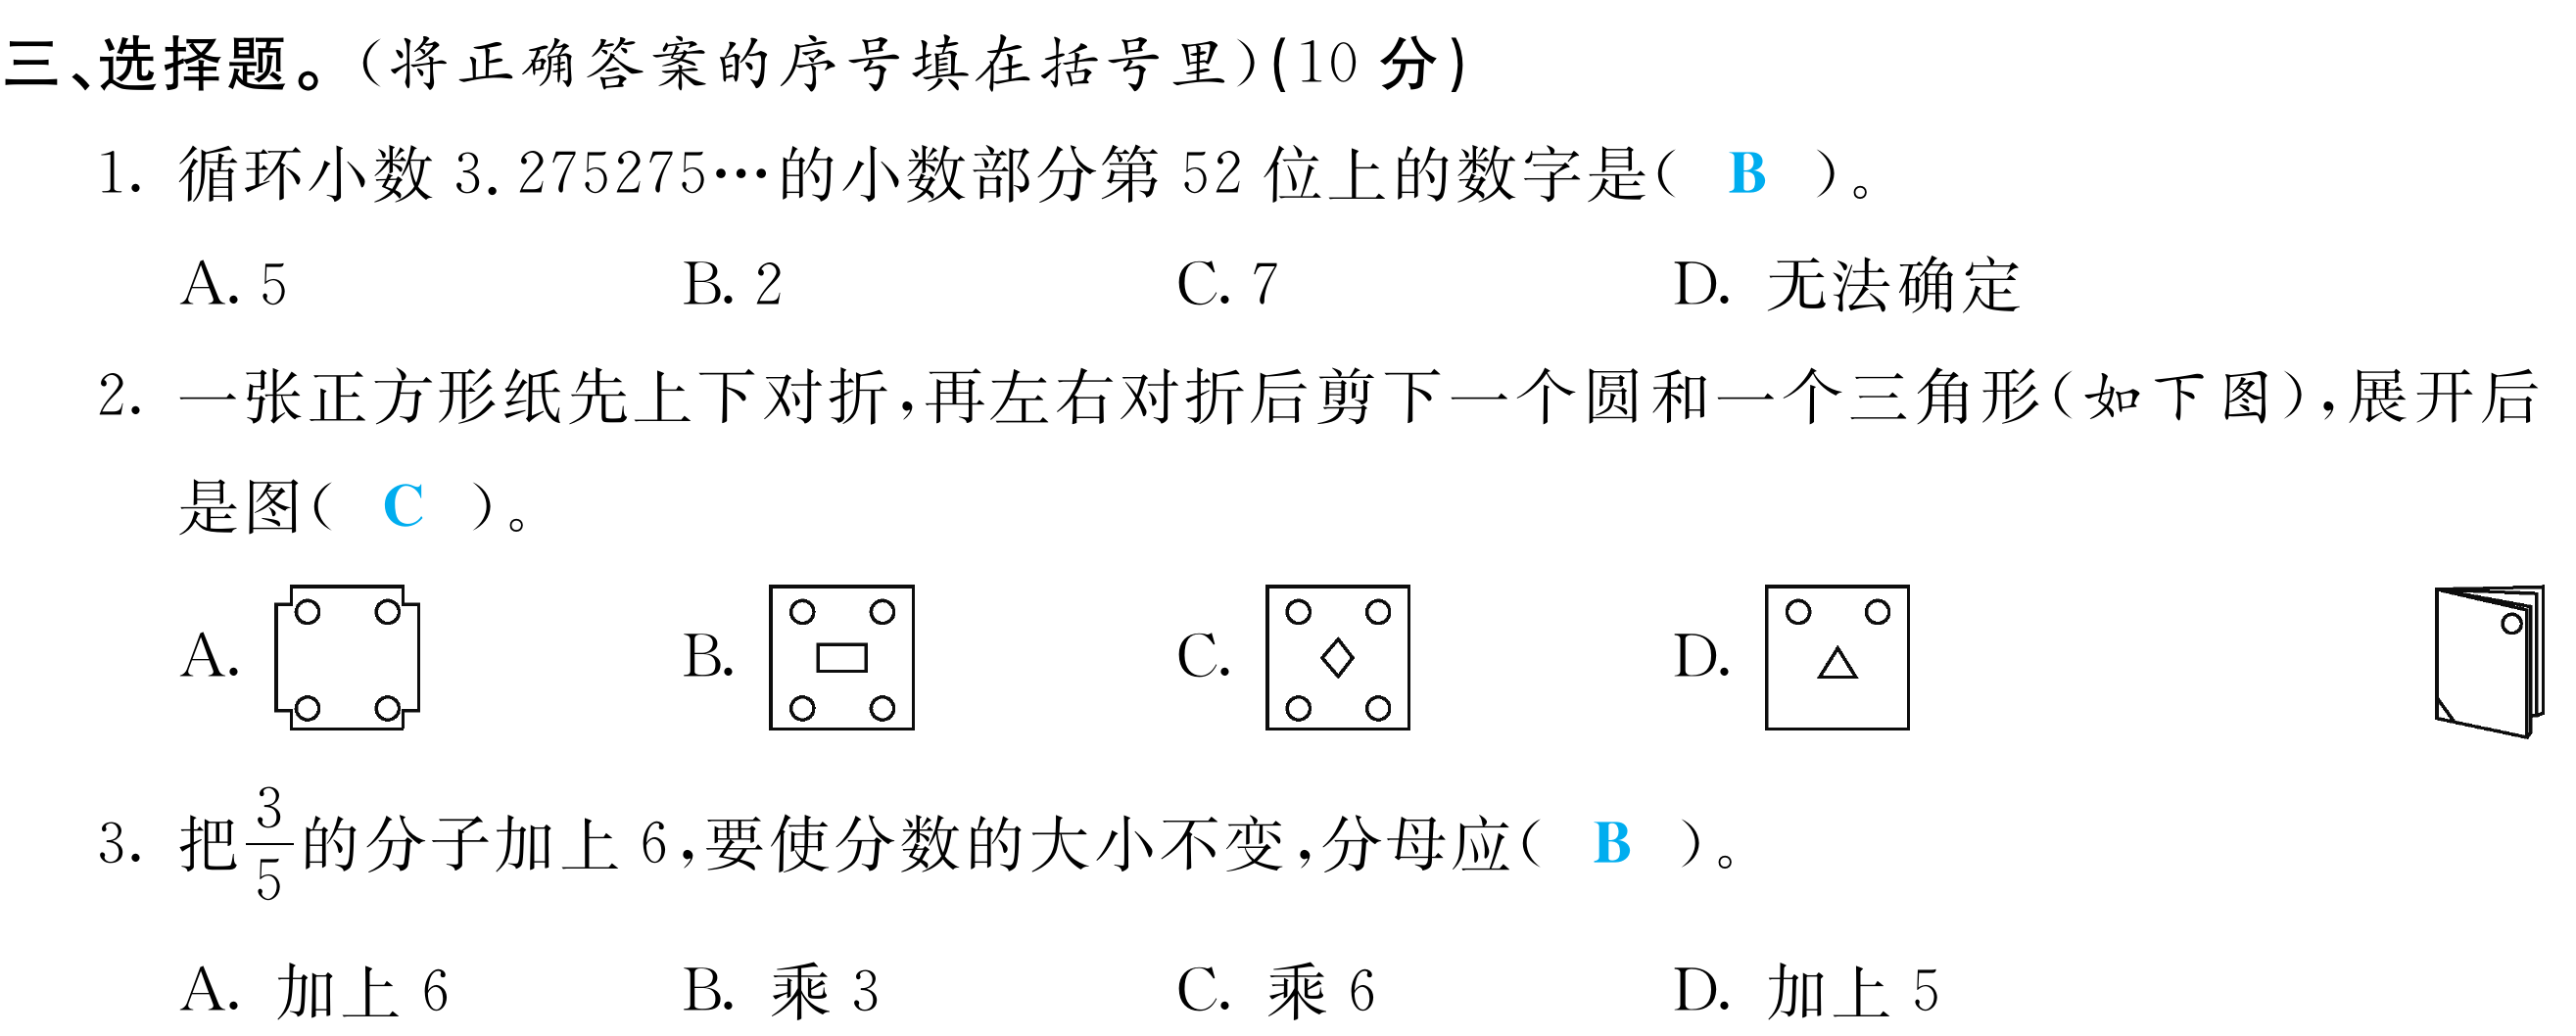 三、选择题。(将正确答案的序号填在括号里)(10 分)
1. 循环小数 3.275275…的小数部分第 52 位上的数字是( B )。
A. 5 B. 2 C. 7 D. 无法确定
2. 一张正方形纸先上下对折,再左右对折后剪下一个圆和一个三角形(如下图),展开后
是图( C )。
A. B. C. D.
3. 把3/5的分子加上 6,要使分数的大小不变,分母应( B )。
A. 加上 6 B. 乘 3 C. 乘 6 D. 加上 5